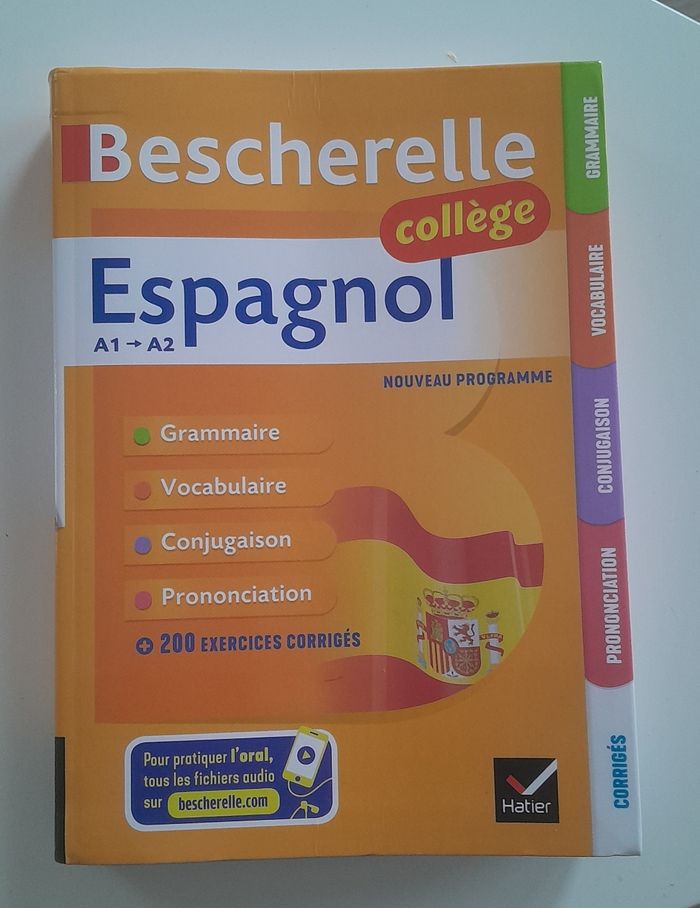 Bescherelle
collège
Espagnol
A1 → A2
NOUVEAU PROGRAMME
Grammaire
Vocabulaire
Conjugaison
Prononciation
+ 200 EXERCICES CORRIGÉS
Pour pratiquer l'oral,
tous les fichiers audio
sur bescherelle.com
Hatier
GRAMMAIRE
VOCABULAIRE
CONJUGAISON
PRONONCIATION
CORRIGÉS